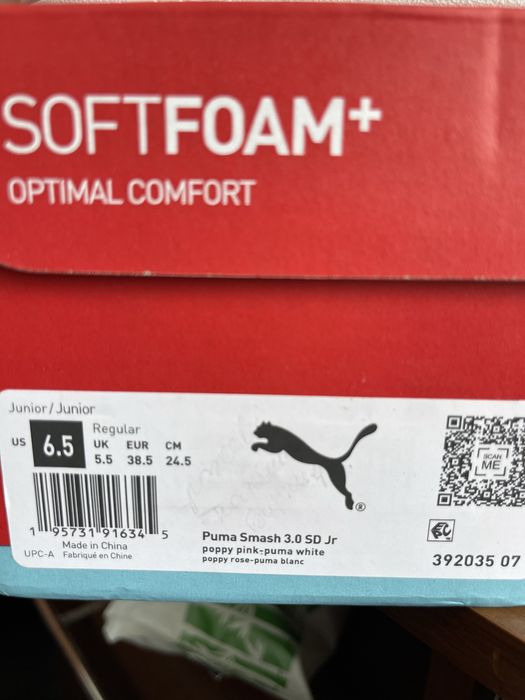 SOFTFOAM+
OPTIMAL COMFORT
Junior/Junior
US 6.5 Regular
UK EUR CM
5.5 38.5 24.5
1 95731 91634 5
Made in China
UPC-A Fabriqué en Chine
®
Puma Smash 3.0 SD Jr
poppy pink-puma white
poppy rose-puma blanc
SCAN
ME
392035 07